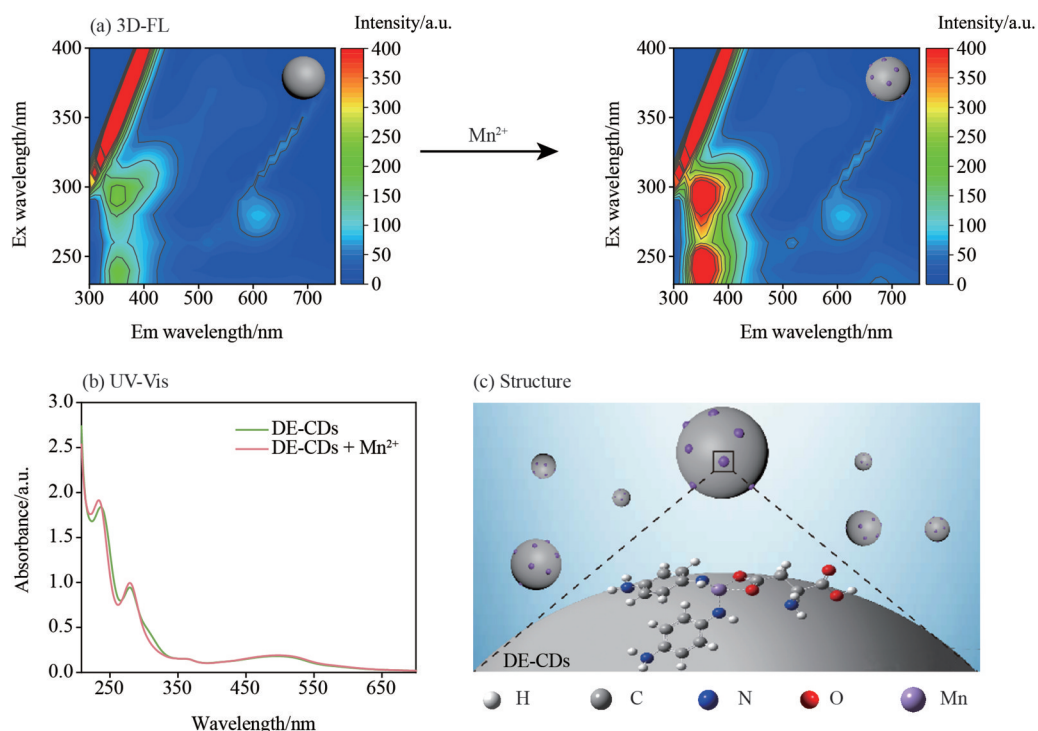 (a) 3D-FL
Intensity/a.u.
400
350
300
250
300 400 500 600 700
Ex wavelength/nm
Em wavelength/nm
400
350
300
250
200
150
100
50
0
Mn²⁺
Intensity/a.u.
400
350
300
250
300 400 500 600 700
Ex wavelength/nm
Em wavelength/nm
400
350
300
250
200
150
100
50
0
(b) UV-Vis
3.0
2.5
2.0
1.5
1.0
0.5
0.0
DE-CDs
DE-CDs + Mn²⁺
Absorbance/a.u.
250 350 450 550 650
Wavelength/nm
(c) Structure
DE-CDs
H C N O Mn